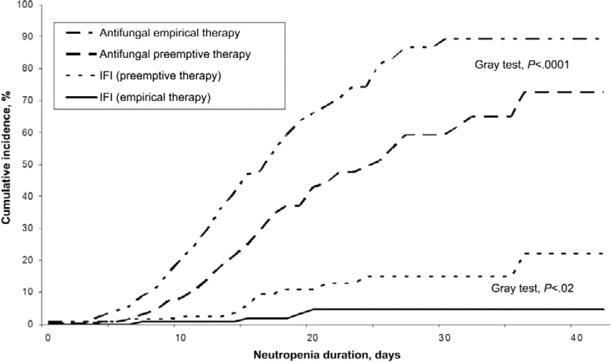 100
90
80
70
60
50
40
30
20
10
0
Cumulative incidence, %
Antifungal empirical therapy
Antifungal preemptive therapy
IFI (preemptive therapy)
IFI (empirical therapy)
Gray test, P<.0001
Gray test, P<.02
0 10 20 30 40
Neutropenia duration, days